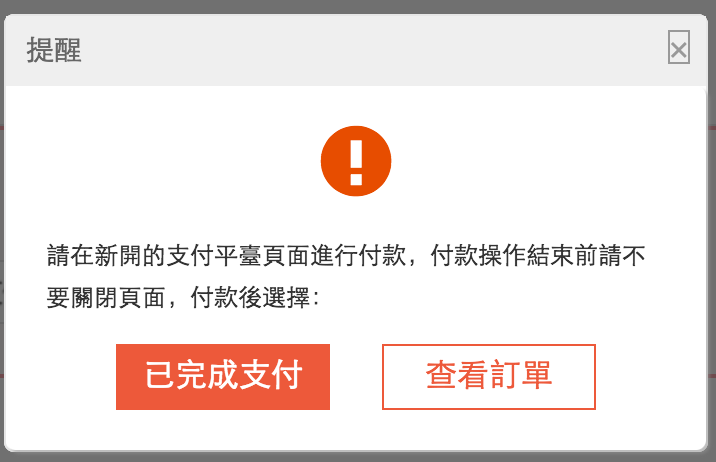 提醒
請在新開的支付平臺頁面進行付款，付款操作結束前請不
要關閉頁面，付款後選擇：
已完成支付
查看訂單